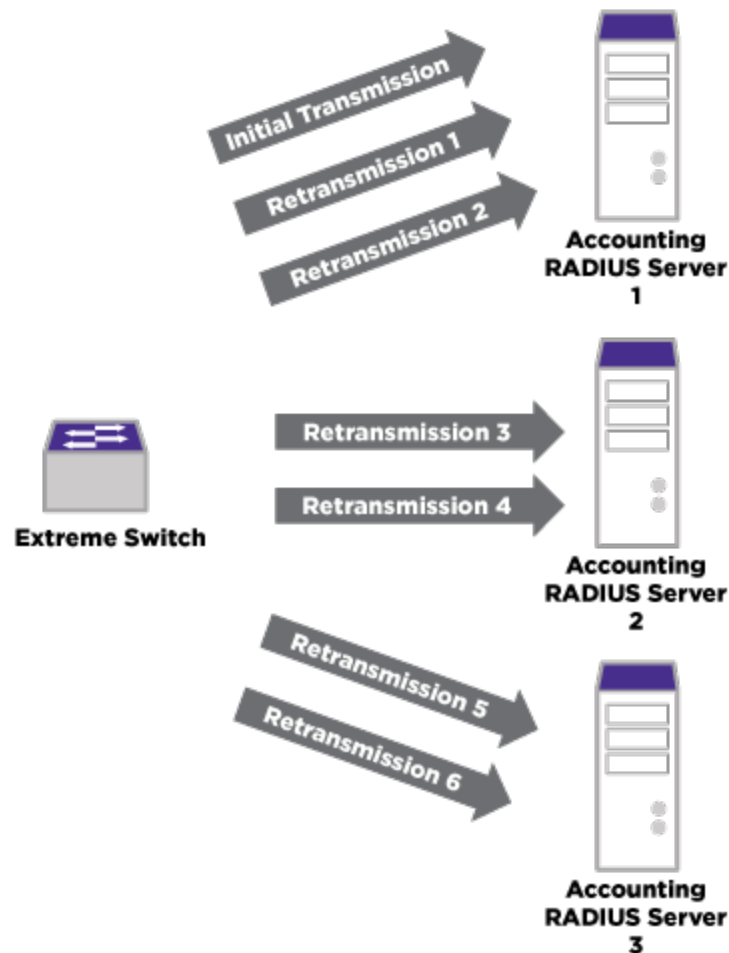 Initial Transmission
Retransmission 1
Retransmission 2
Accounting
RADIUS Server
1
Retransmission 3
Retransmission 4
Extreme Switch
Accounting
RADIUS Server
2
Retransmission 5
Retransmission 6
Accounting
RADIUS Server
3